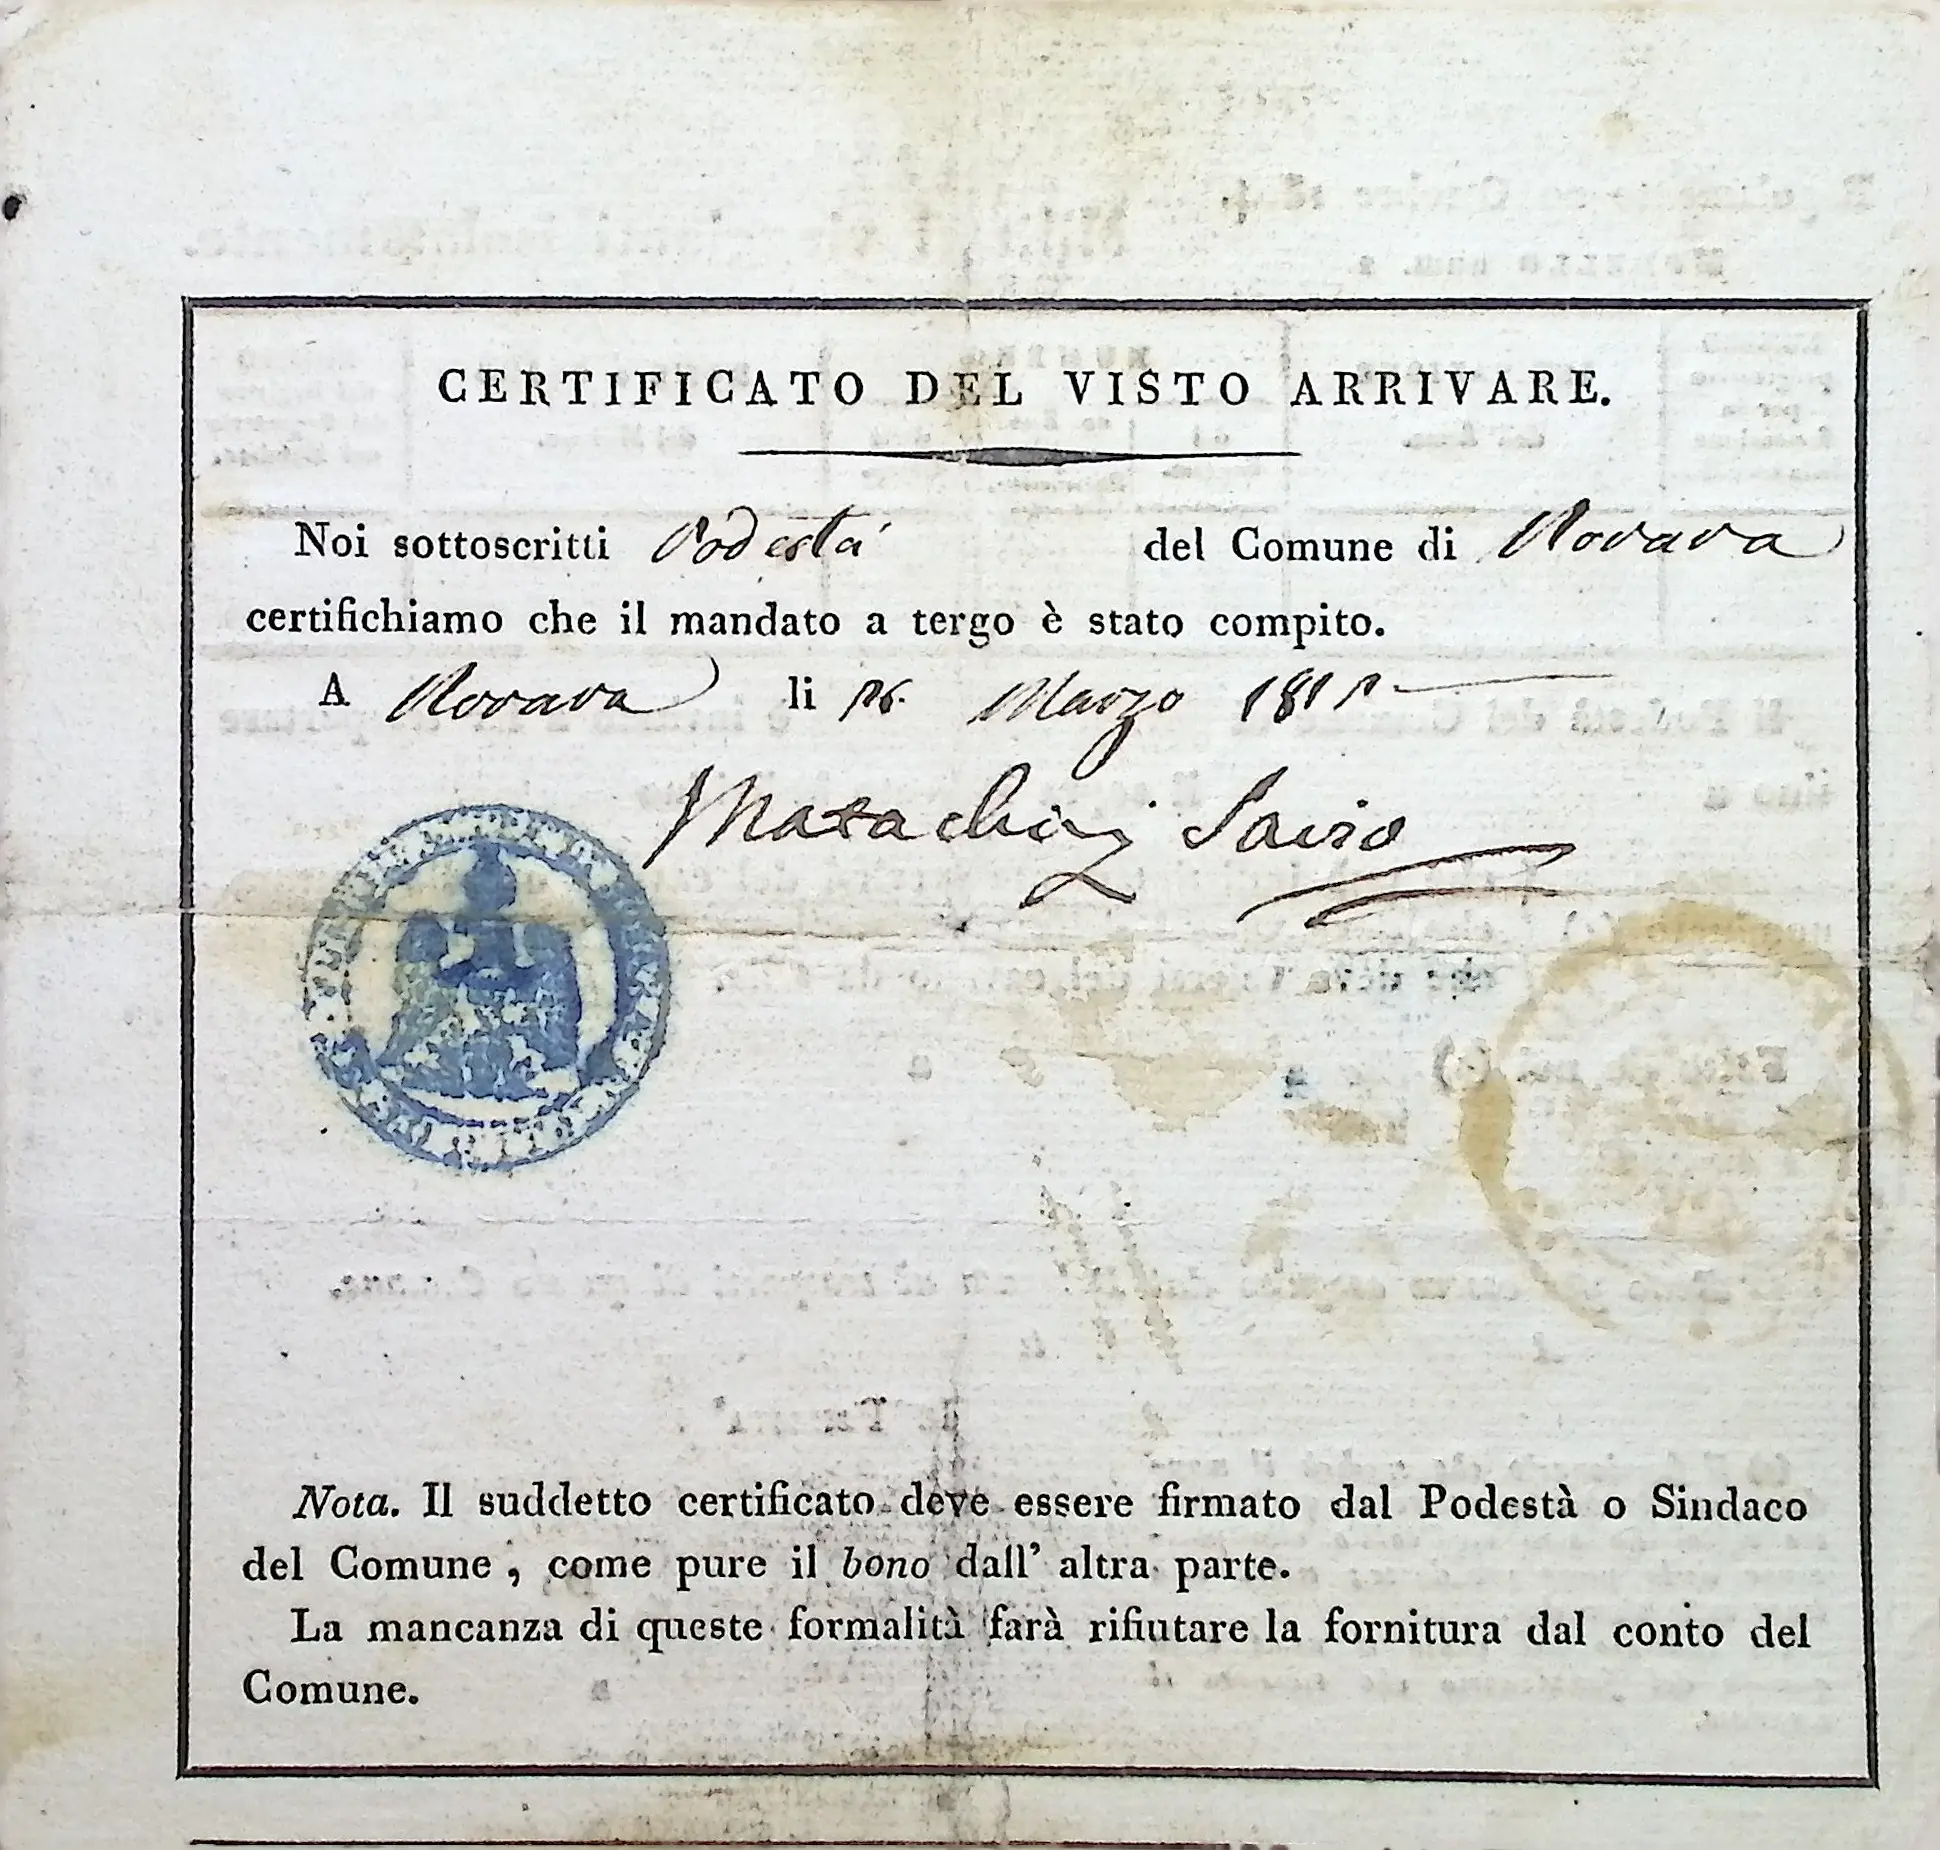 CERTIFICATO DEL VISTO ARRIVARE.
Noi sottoscritti Podestá del Comune di Novara
certifichiamo che il mandato a tergo è stato compito.
A Novara li Marzo 1811
Nota. Il suddetto certificato deve essere firmato dal Podestà o Sindaco
del Comune, come pure il bono dall' altra parte.
La mancanza di queste formalità farà rifiutare la fornitura dal conto del
Comune.